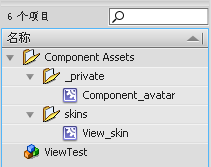 6 个项目
名称
Component Assets
_private
Component_avatar
skins
View_skin
ViewTest